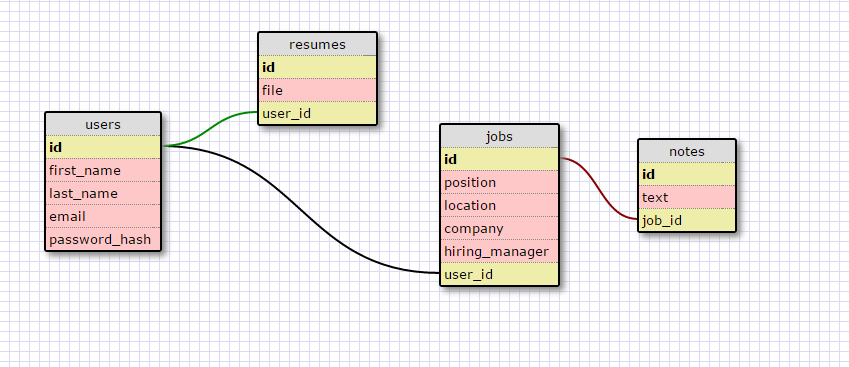 resumes
id
file
user_id
users
id
first_name
last_name
email
password_hash
jobs
id
position
location
company
hiring_manager
user_id
notes
id
text
job_id